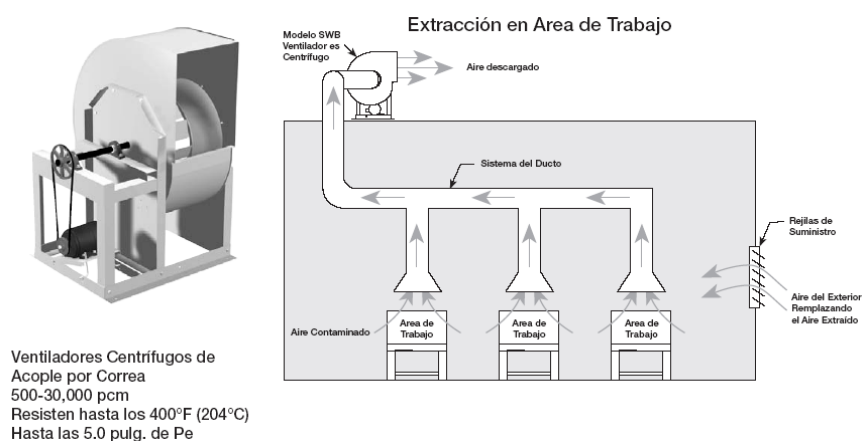 Extracción en Area de Trabajo
Modelo SWB
Ventilador es
Centrífugo
Aire descargado
Sistema del Ducto
Rejilas de
Suministro
Aire del Exterior
Remplazando
el Aire Extraído
Aire Contaminado
Area de
Trabajo
Area de
Trabajo
Area de
Trabajo
Ventiladores Centrífugos de
Acople por Correa
500-30,000 pcm
Resisten hasta los 400°F (204°C)
Hasta las 5.0 pulg. de Pe